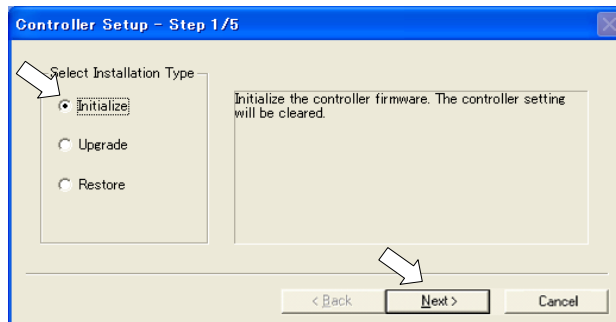 Controller Setup - Step 1/5
Select Installation Type
Initialize
Initialize the controller firmware. The controller setting
will be cleared.
Upgrade
Restore
< Back
Next >
Cancel